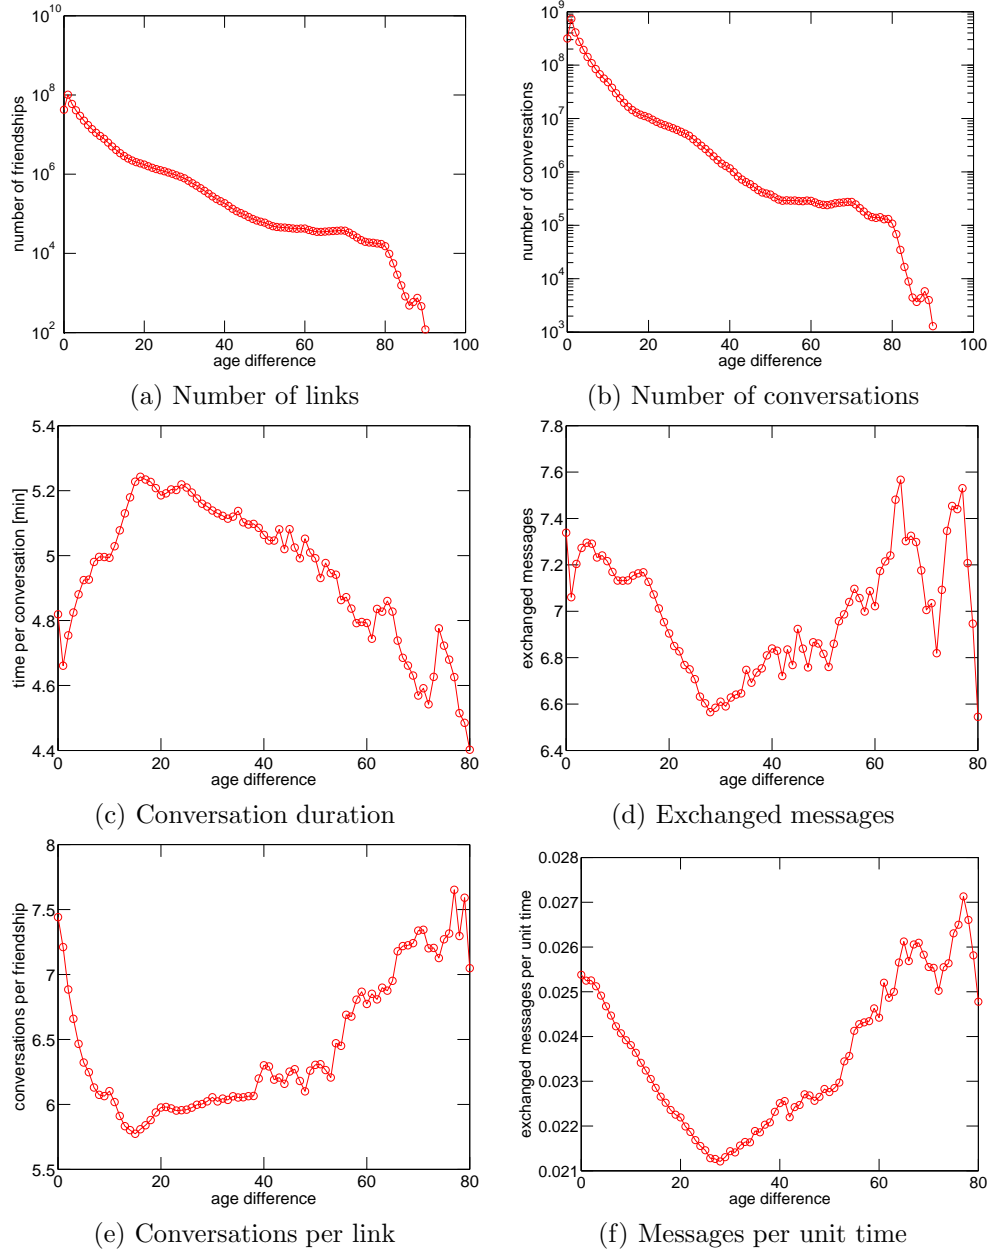 10^10
10^8
10^6
10^4
10^2
number of friendships
0 20 40 60 80 100
age difference
(a) Number of links
10^9
10^8
10^7
10^6
10^5
10^4
10^3
number of conversations
0 20 40 60 80 100
age difference
(b) Number of conversations
5.4
5.2
5
4.8
4.6
4.4
time per conversation [min]
0 20 40 60 80
age difference
(c) Conversation duration
7.8
7.6
7.4
7.2
7
6.8
6.6
6.4
exchanged messages
0 20 40 60 80
age difference
(d) Exchanged messages
8
7.5
7
6.5
6
5.5
conversations per friendship
0 20 40 60 80
age difference
(e) Conversations per link
0.028
0.027
0.026
0.025
0.024
0.023
0.022
0.021
exchanged messages per unit time
0 20 40 60 80
age difference
(f) Messages per unit time